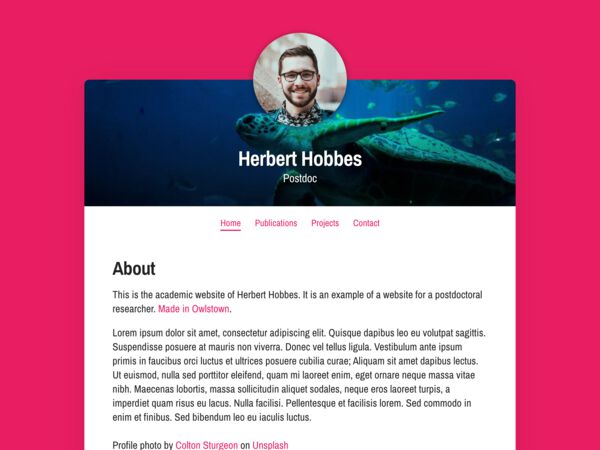 Herbert Hobbes
Postdoc
Home Publications Projects Contact
About
This is the academic website of Herbert Hobbes. It is an example of a website for a postdoctoral
researcher. Made in Owlstown.
Lorem ipsum dolor sit amet, consectetur adipiscing elit. Quisque dapibus leo eu volutpat sagittis.
Suspendisse posuere at mauris non viverra. Donec vel tellus ligula. Vestibulum ante ipsum
primis in faucibus orci luctus et ultrices posuere cubilia curae; Aliquam sit amet dapibus lectus.
Ut euismod, nulla sed porttitor eleifend, quam mi laoreet enim, eget ornare neque massa vitae
nibh. Maecenas lobortis, massa sollicitudin aliquet sodales, neque eros laoreet turpis, a
imperdiet quam risus eu lacus. Nulla facilisi. Pellentesque et facilisis lorem. Sed commodo in
enim et finibus. Sed bibendum leo eu iaculis luctus.
Profile photo by Colton Sturgeon on Unsplash